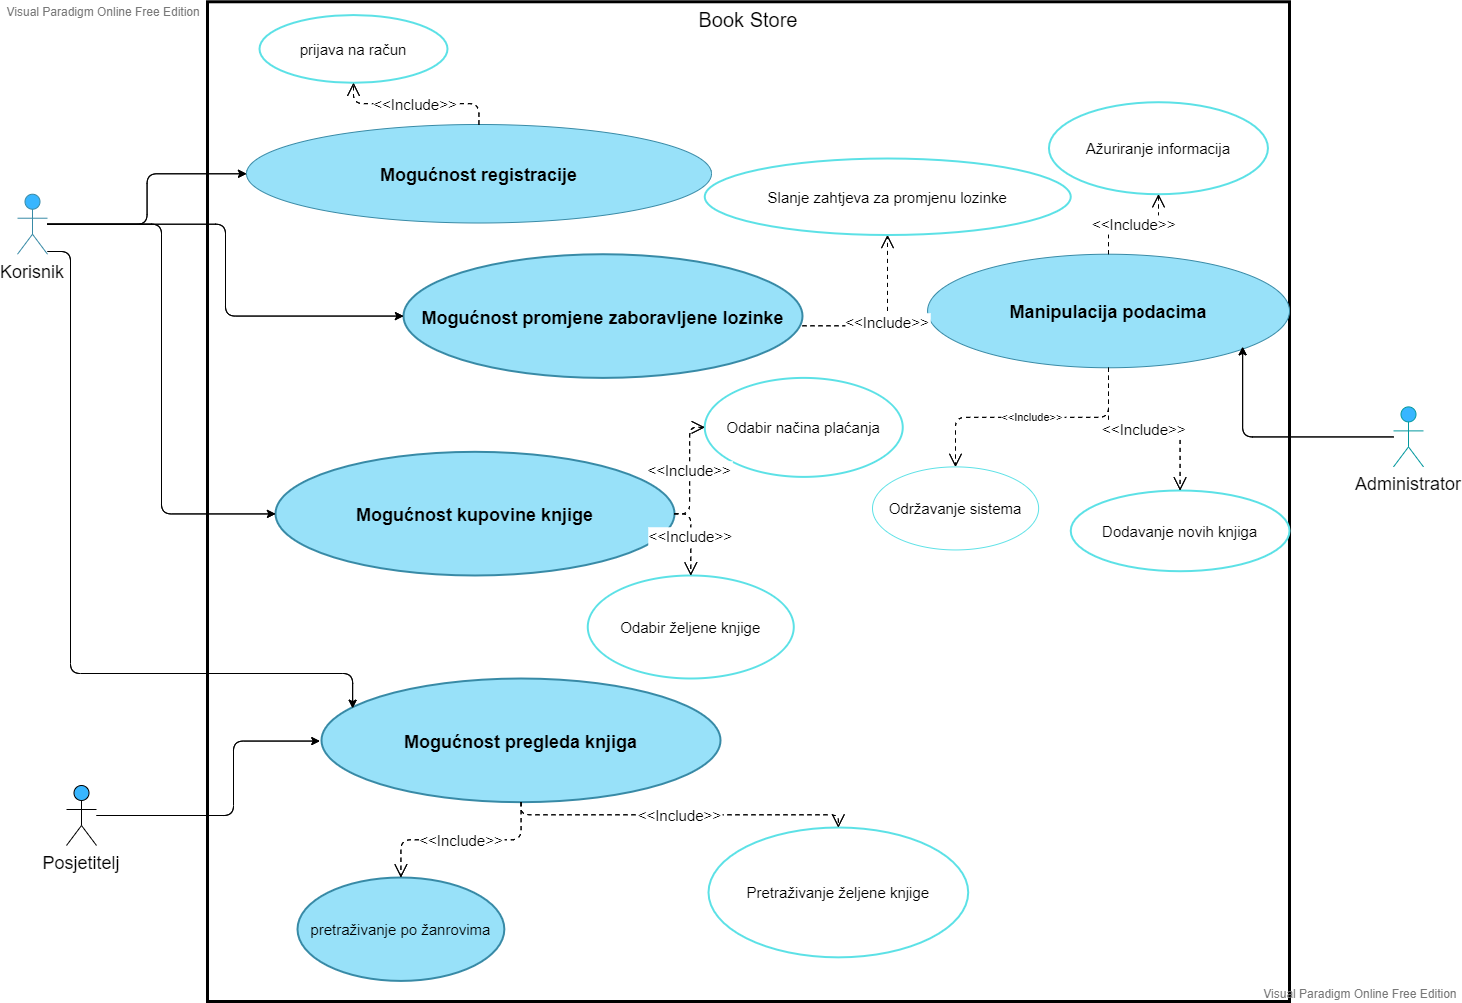 Visual Paradigm Online Free Edition
Book Store
prijava na račun
<<Include>>
Mogućnost registracije
Ažuriranje informacija
Slanje zahtjeva za promjenu lozinke
<<Include>>
Korisnik
Mogućnost promjene zaboravljene lozinke
<<Include>>
Manipulacija podacima
<<Include>>
<<Include>>
Odabir načina plaćanja
<<Include>>
Administrator
Održavanje sistema
Dodavanje novih knjiga
Mogućnost kupovine knjige
<<Include>>
Odabir željene knjige
Mogućnost pregleda knjiga
Posjetitelj
<<Include>>
<<Include>>
pretraživanje po žanrovima
Pretraživanje željene knjige
Visual Paradigm Online Free Edition